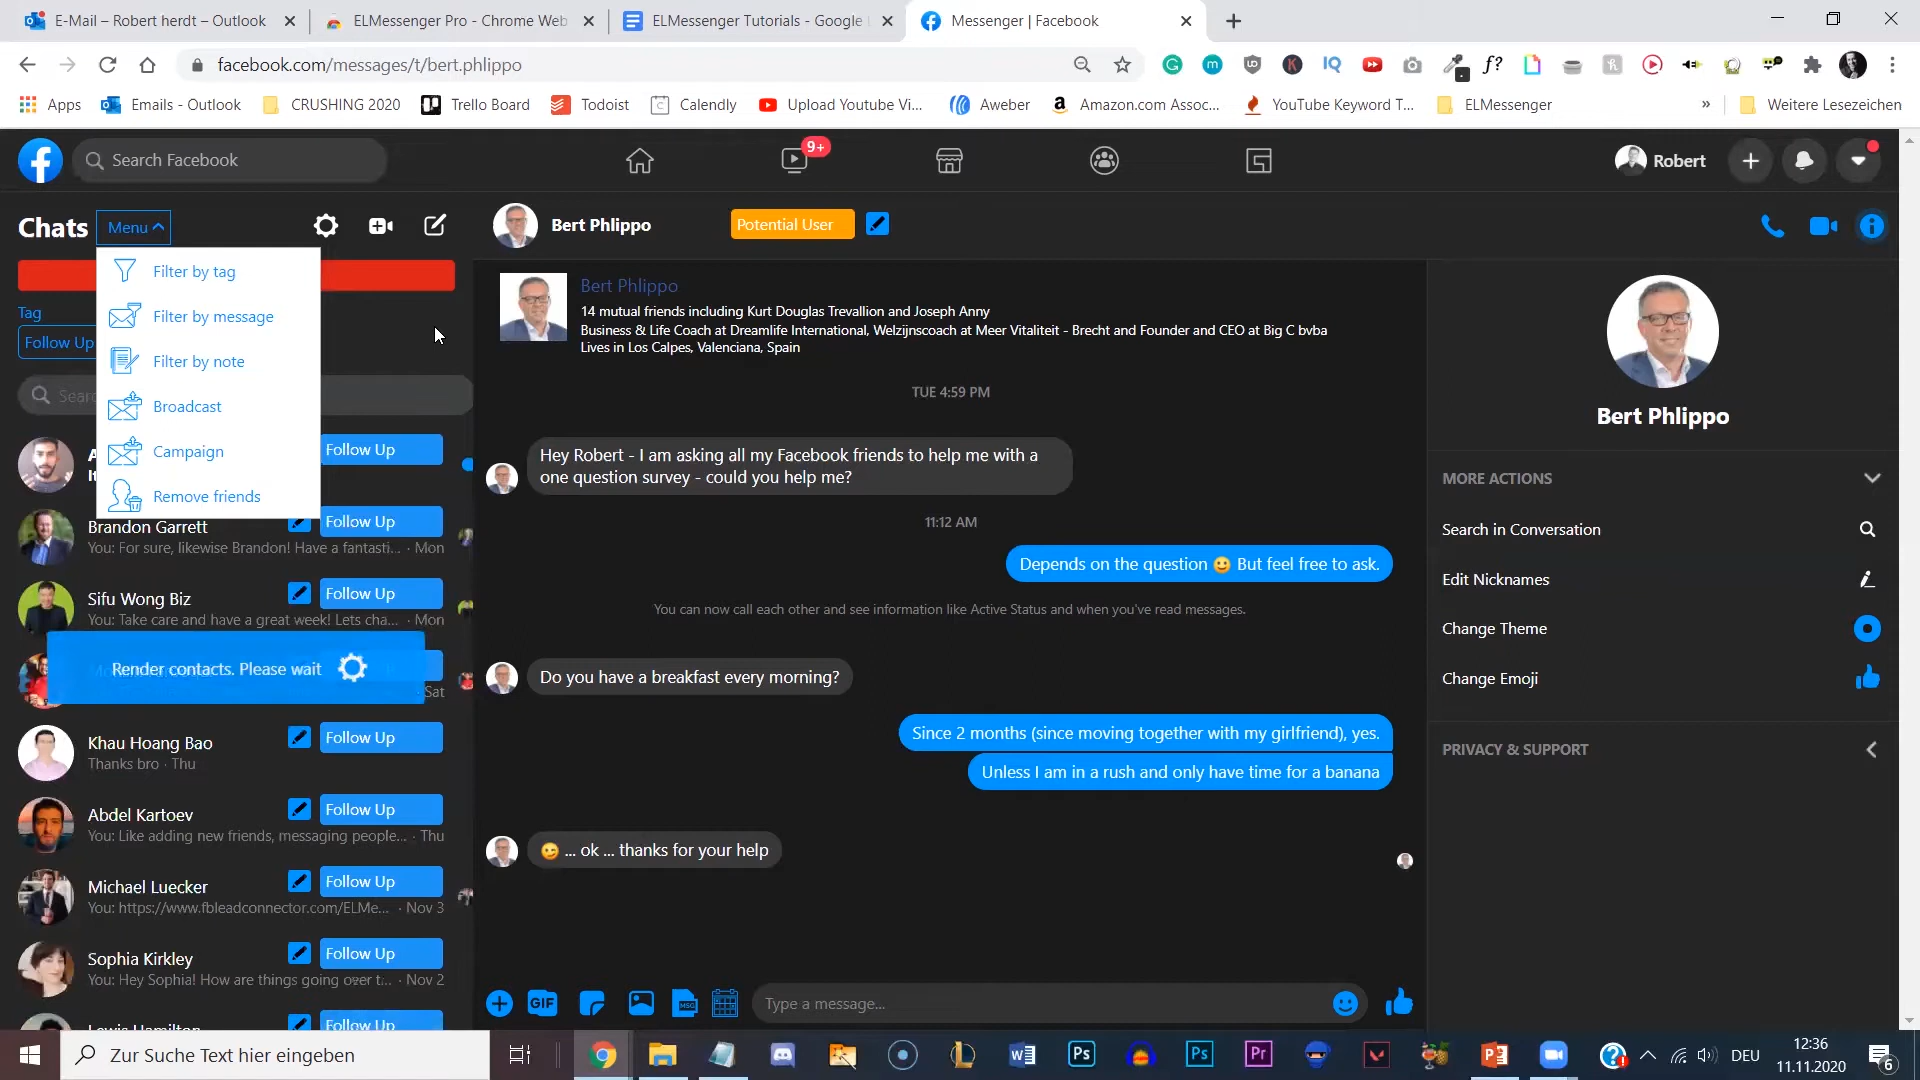 E-Mail – Robert herdt – Outlook
ELMessenger Pro - Chrome Web
ELMessenger Tutorials - Google
Messenger | Facebook
facebook.com/messages/t/bert.phlippo
Apps
Emails - Outlook
CRUSHING 2020
Trello Board
Todoist
Calendly
Upload Youtube Vi...
Aweber
Amazon.com Assoc...
YouTube Keyword T...
ELMessenger
»
Weitere Lesezeichen
Search Facebook
9+
Robert
Chats
Menu
Bert Phlippo
Potential User
Filter by tag
Filter by message
Filter by note
Broadcast
Campaign
Remove friends
Tag
Follow Up
Follow Up
Brandon Garrett
Follow Up
You: For sure, likewise Brandon! Have a fantasti... · Mon
Sifu Wong Biz
Follow Up
You: Take care and have a great week! Lets cha... · Mon
Render contacts. Please wait
Sat
Khau Hoang Bao
Follow Up
Thanks bro · Thu
Abdel Kartoev
Follow Up
You: Like adding new friends, messaging people... · Thu
Michael Luecker
Follow Up
You: https://www.fbleadconnector.com/ELMe... · Nov 3
Sophia Kirkley
Follow Up
You: Hey Sophia! How are things going over t... · Nov 2
Lewis Hamilton
Follow Up
Bert Phlippo
14 mutual friends including Kurt Douglas Trevallion and Joseph Anny
Business & Life Coach at Dreamlife International, Welzijnscoach at Meer Vitaliteit - Brecht and Founder and CEO at Big C bvba
Lives in Los Calpes, Valenciana, Spain
TUE 4:59 PM
Hey Robert - I am asking all my Facebook friends to help me with a
one question survey - could you help me?
11:12 AM
Depends on the question 🙂 But feel free to ask.
You can now call each other and see information like Active Status and when you've read messages.
Do you have a breakfast every morning?
Since 2 months (since moving together with my girlfriend), yes.
Unless I am in a rush and only have time for a banana
😉 ... ok ... thanks for your help
GIF
MSG
Type a message...
Bert Phlippo
MORE ACTIONS
Search in Conversation
Edit Nicknames
Change Theme
Change Emoji
PRIVACY & SUPPORT
Zur Suche Text hier eingeben
DEU
12:36
11.11.2020
6